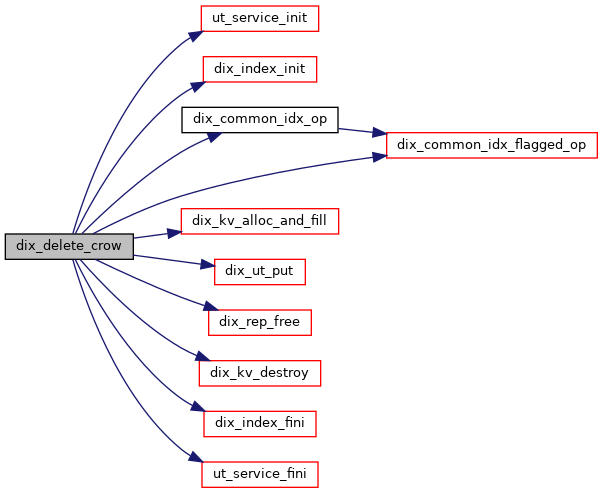 ut_service_init
dix_index_init
dix_common_idx_op
dix_common_idx_flagged_op
dix_kv_alloc_and_fill
dix_delete_crow
dix_ut_put
dix_rep_free
dix_kv_destroy
dix_index_fini
ut_service_fini